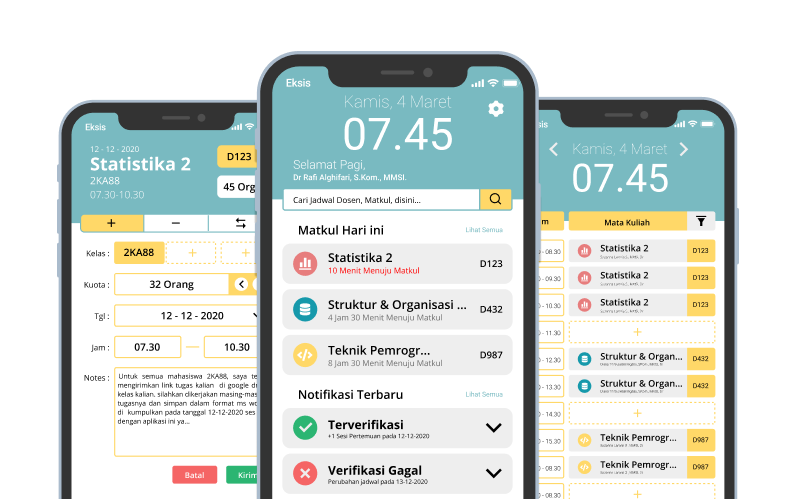 Eksis
12 - 12 - 2020
Statistika 2
2KA88
07.30-10.30
D123
45 Org
Kelas :
2KA88
Kuota :
32 Orang
Tgl :
12 - 12 - 2020
Jam :
07.30
10.30
Notes :
Untuk semua mahasiswa 2KA88, saya
mengirimkan link tugas kalian di google
kelas kalian, silahkan dikerjakan
tugasnya dan simpan dalam format ms
di kumpulkan pada tanggal 12-12-2020
dengan aplikasi ini ya...
Batal
Kirim
Eksis
Kamis, 4 Maret
07.45
Selamat Pagi,
Dr Rafi Alghifari, S.Kom., MMSI.
Cari Jadwal Dosen, Matkul, disini...
Matkul Hari ini
Lihat Semua
Statistika 2
10 Menit Menuju Matkul
D123
Struktur & Organisasi ...
4 Jam 30 Menit Menuju Matkul
D432
Teknik Pemrogr...
8 Jam 30 Menit Menuju Matkul
D987
Notifikasi Terbaru
Lihat Semua
Terverifikasi
+1 Sesi Pertemuan pada 12-12-2020
Verifikasi Gagal
Perubahan jadwal pada 13-12-2020
Kamis, 4 Maret
07.45
Mata Kuliah
- 08.30
Statistika 2
D123
- 09.30
Statistika 2
D123
- 10.30
Statistika 2
D123
- 11.30
- 12.30
Struktur & Organ...
D432
- 13.30
Struktur & Organ...
D432
- 14.30
- 15.30
Teknik Pemrogr...
D987
- 08.30
Teknik Pemrogr...
D987
- 09.30